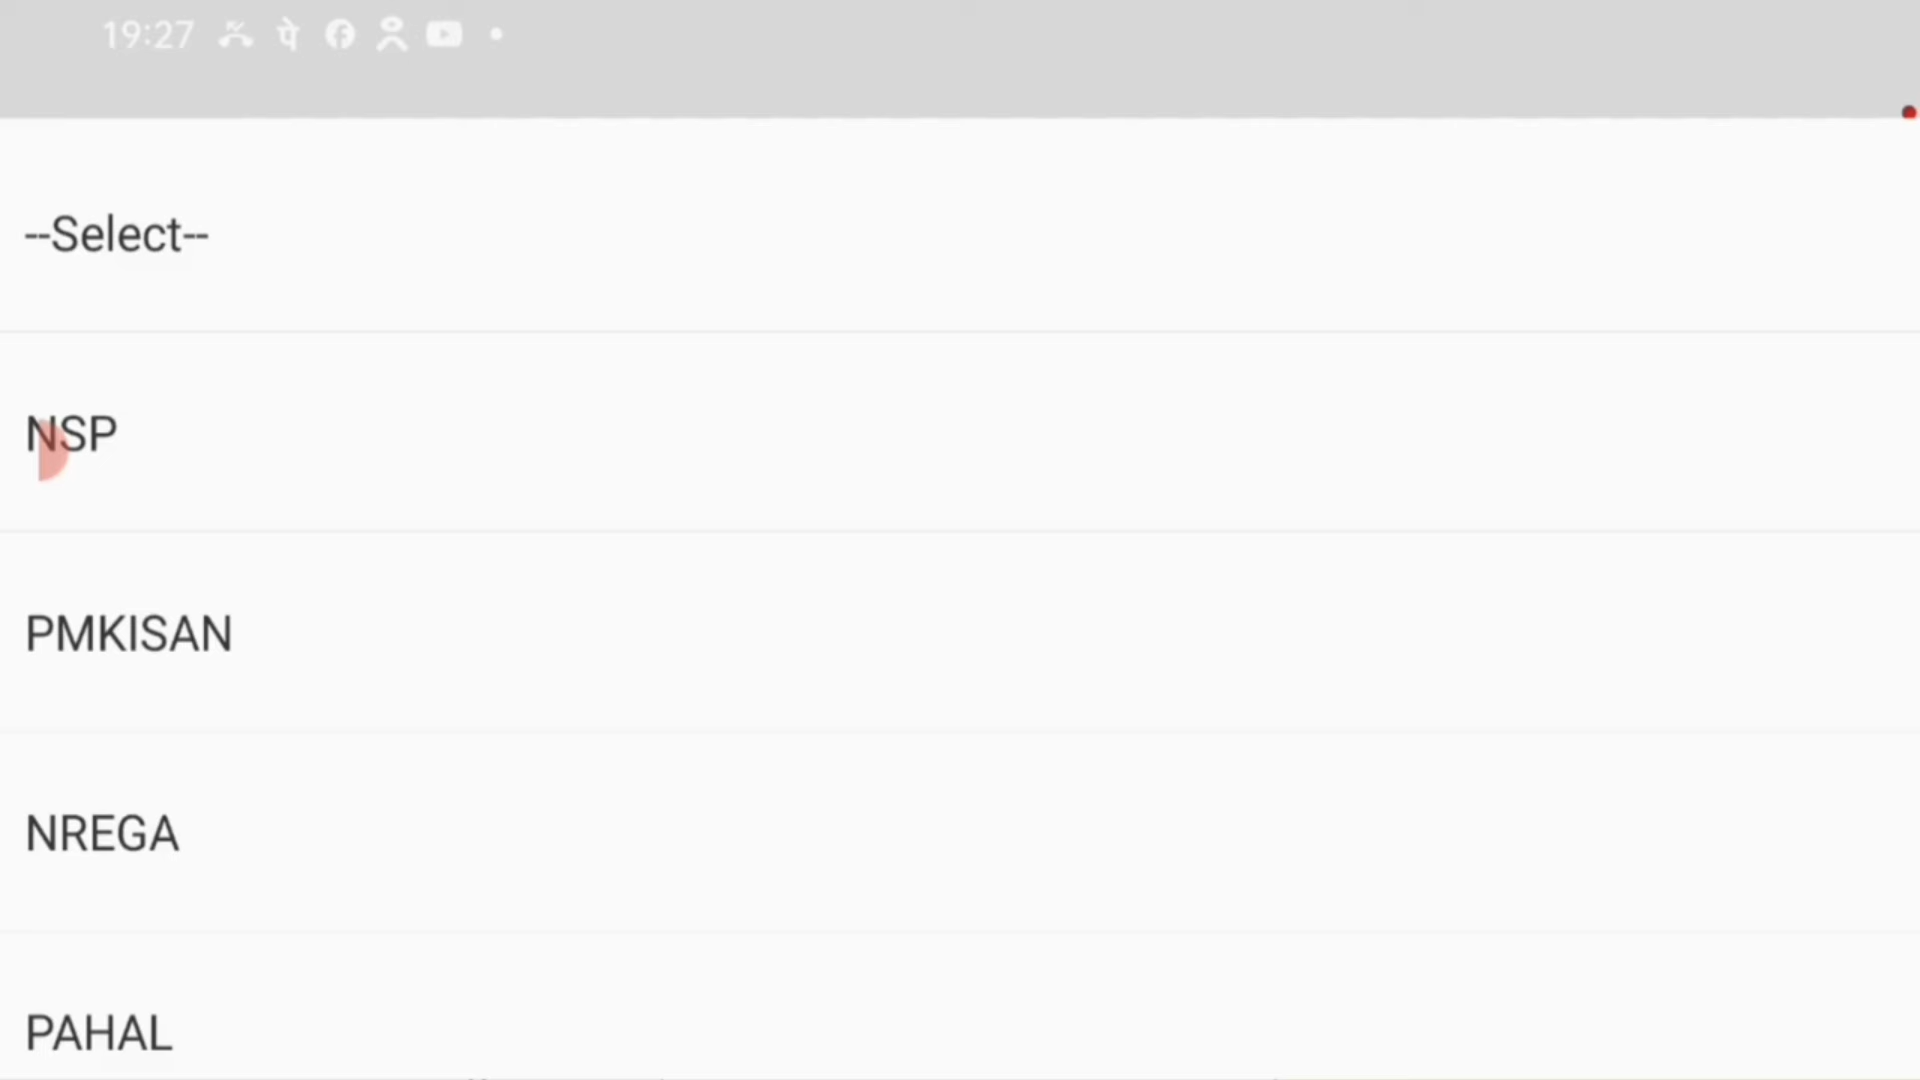 19:27
--Select--
NSP
PMKISAN
NREGA
PAHAL